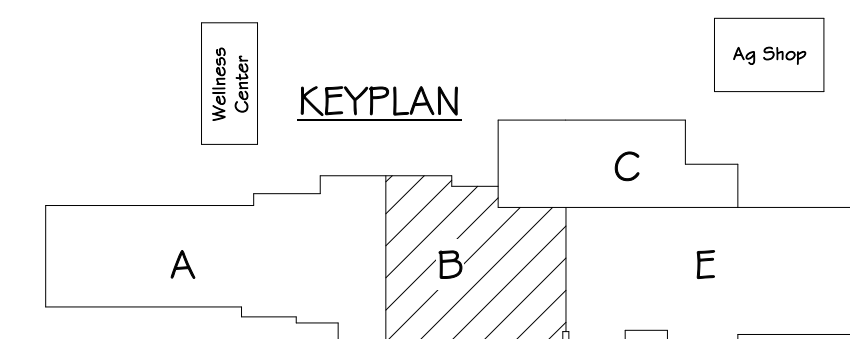 Wellness
Center
Ag Shop
KEYPLAN
C
A
B
E